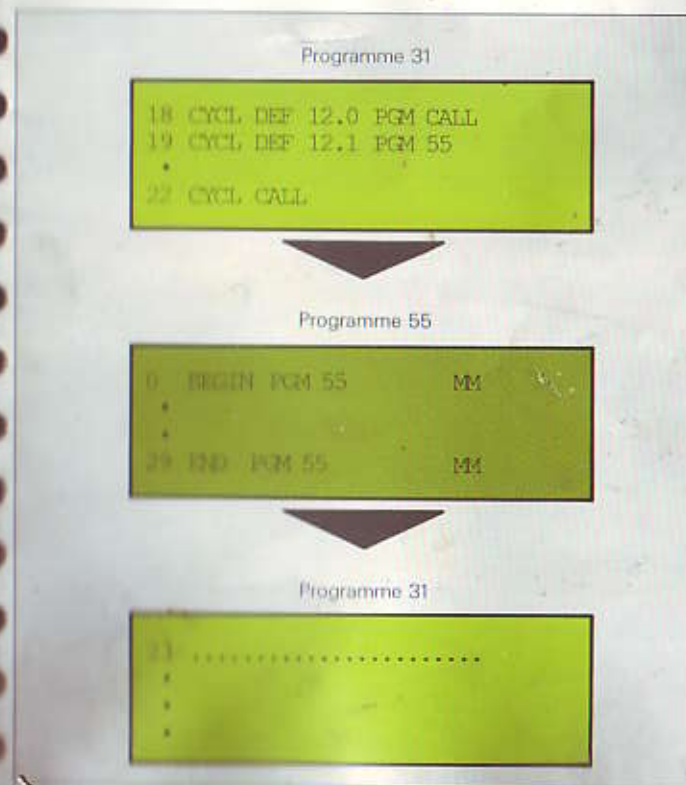 Programme 31
18 CYCL DEF 12.0 PGM CALL
19 CYCL DEF 12.1 PGM 55
.
22 CYCL CALL
Programme 55
0 BEGIN PGM 55 MM
.
.
29 END PGM 55 MM
Programme 31
23 .......................
.
.
.